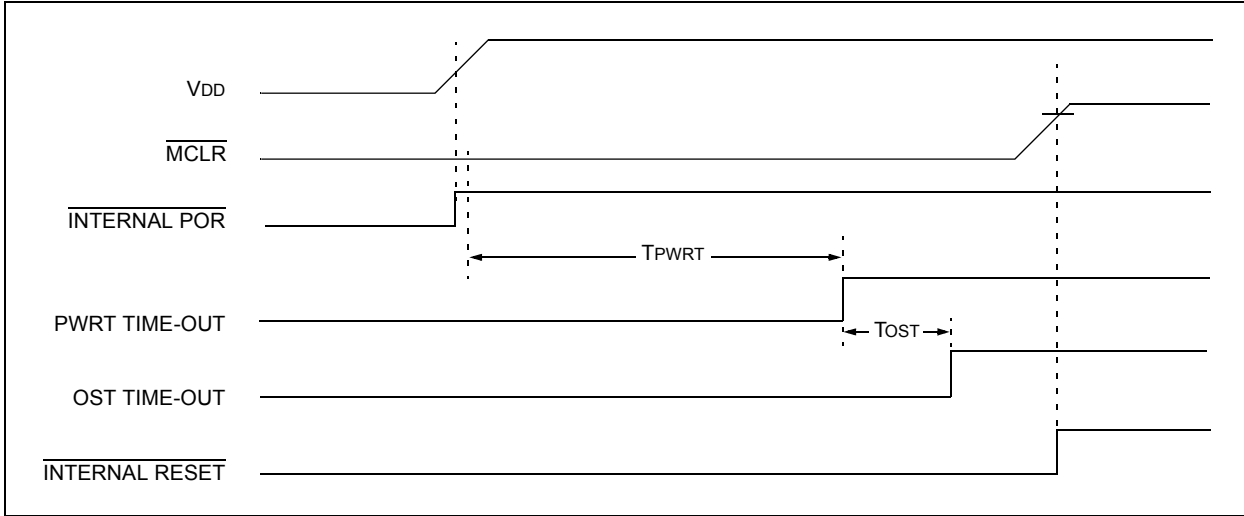 VDD
MCLR
INTERNAL POR
TPWRT
PWRT TIME-OUT
TOST
OST TIME-OUT
INTERNAL RESET